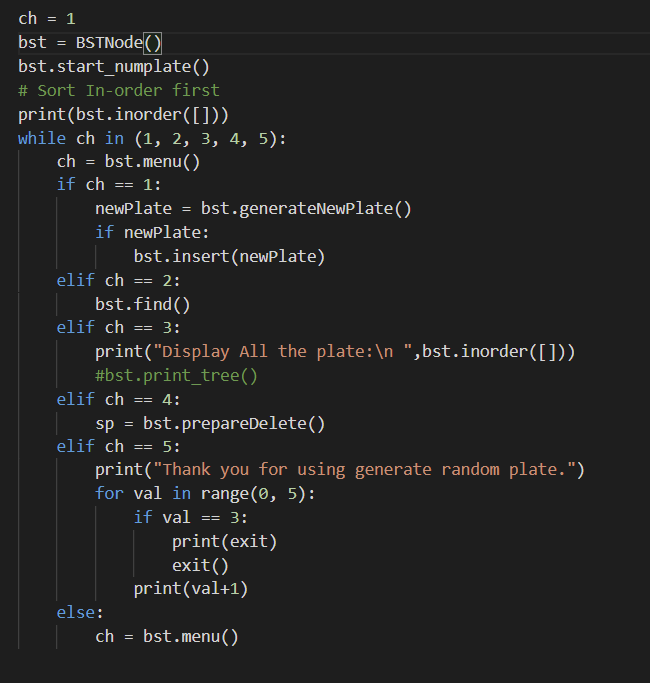 ch = 1
bst = BSTNode()
bst.start_numplate()
# Sort In-order first
print(bst.inorder([]))
while ch in (1, 2, 3, 4, 5):
    ch = bst.menu()
    if ch == 1:
        newPlate = bst.generateNewPlate()
        if newPlate:
            bst.insert(newPlate)
    elif ch == 2:
        bst.find()
    elif ch == 3:
        print("Display All the plate:\n ",bst.inorder([]))
        #bst.print_tree()
    elif ch == 4:
        sp = bst.prepareDelete()
    elif ch == 5:
        print("Thank you for using generate random plate.")
        for val in range(0, 5):
            if val == 3:
                print(exit)
                exit()
            print(val+1)
    else:
        ch = bst.menu()